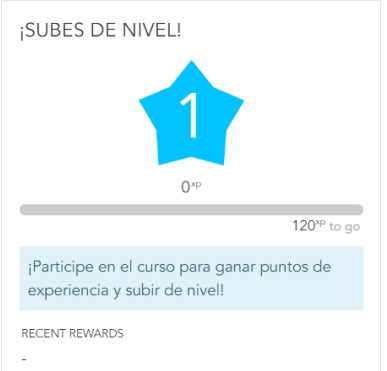 ¡SUBES DE NIVEL!
1
0xp
120xp to go
¡Participe en el curso para ganar puntos de
experiencia y subir de nivel!
RECENT REWARDS
-